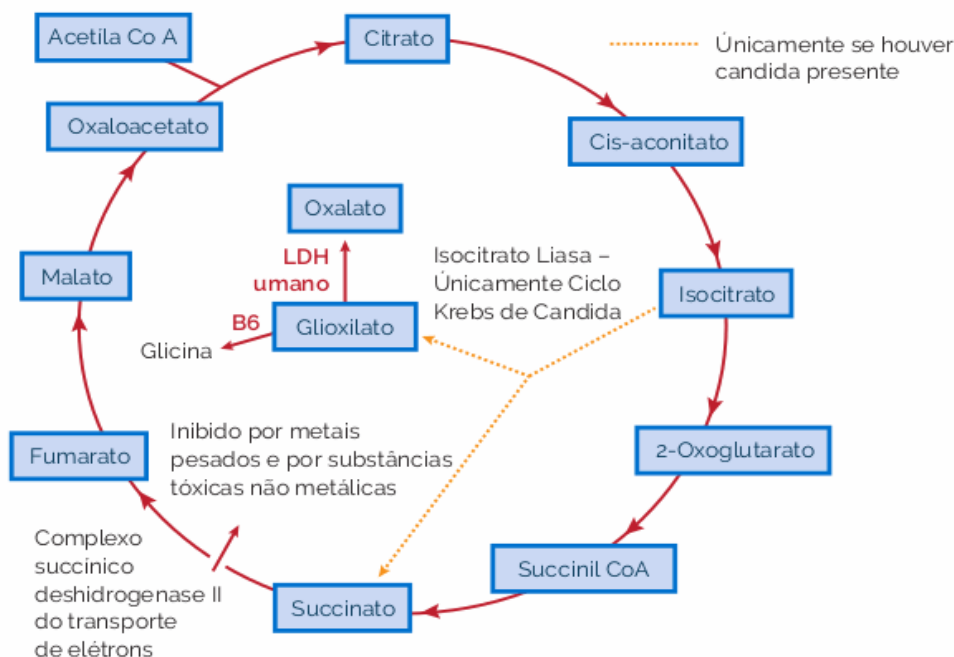 Acetila Co A
Citrato
Únicamente se houver
candida presente
Oxaloacetato
Cis-aconitato
Oxalato
LDH
umano
Isocitrato Liasa –
Únicamente Ciclo
Krebs de Candida
Malato
Isocitrato
B6
Glioxilato
Glicina
Inibido por metais
pesados e por substâncias
tóxicas não metálicas
Fumarato
2-Oxoglutarato
Complexo
succínico
deshidrogenase II
do transporte
de elétrons
Succinil CoA
Succinato